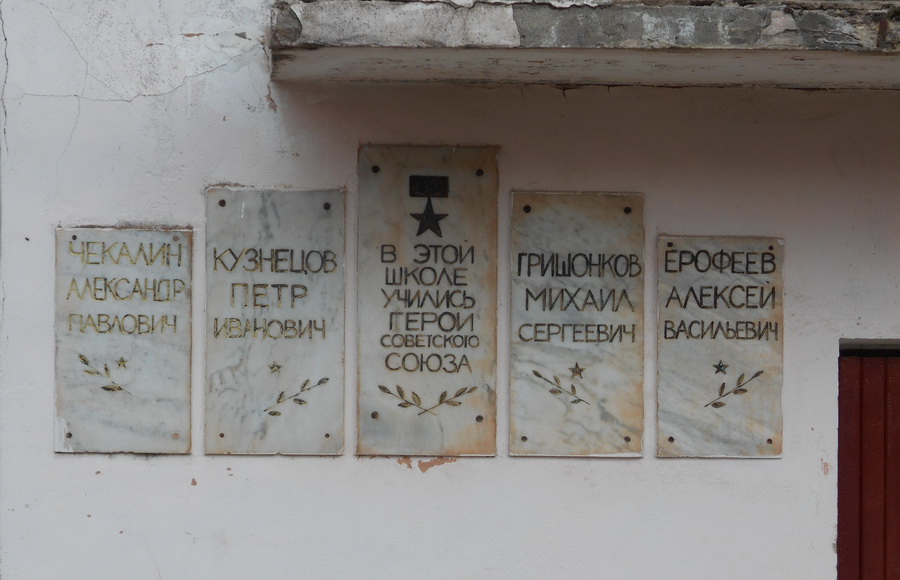 ЧЕКАЛИН
АЛЕКСАНДР
ПАВЛОВИЧ
КУЗНЕЦОВ
ПЕТР
ИВАНОВИЧ
В ЭТОЙ
ШКОЛЕ
УЧИЛИСЬ
ГЕРОИ
СОВЕТСКОГО
СОЮЗА
ГРИШОНКОВ
МИХАИЛ
СЕРГЕЕВИЧ
ЕРОФЕЕВ
АЛЕКСЕЙ
ВАСИЛЬЕВИЧ